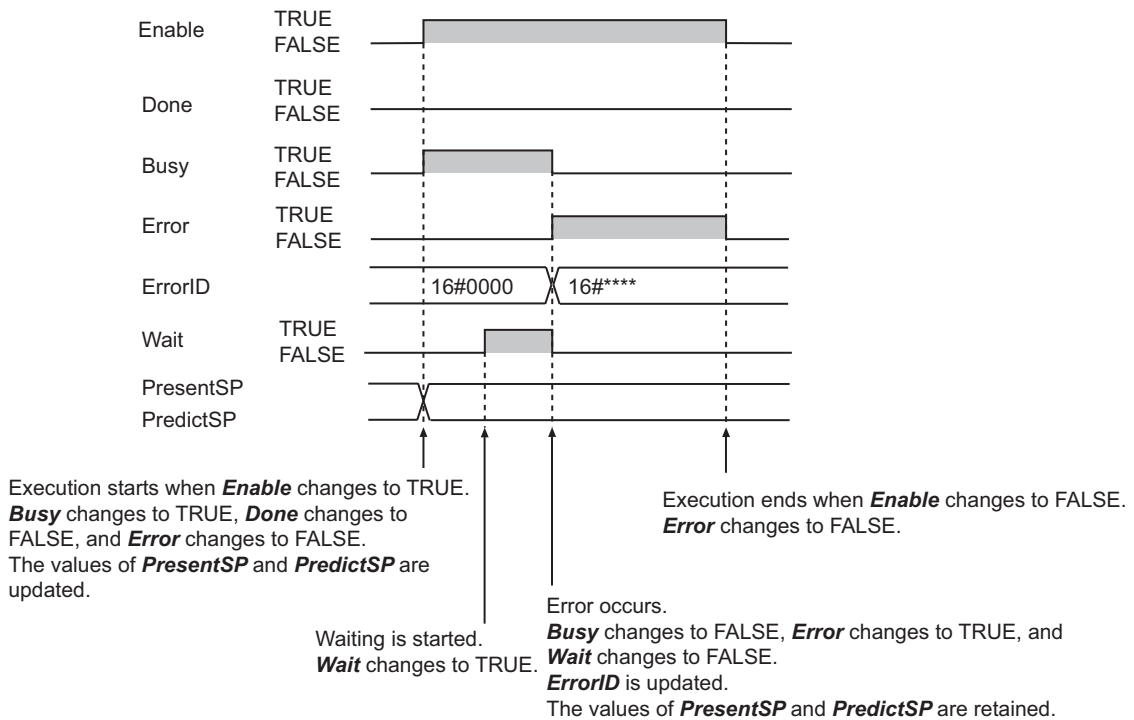 Enable TRUE
FALSE
Done TRUE
FALSE
Busy TRUE
FALSE
Error TRUE
FALSE
ErrorID 16#0000 16#****
Wait TRUE
FALSE
PresentSP
PredictSP
Execution starts when Enable changes to TRUE.
Busy changes to TRUE, Done changes to
FALSE, and Error changes to FALSE.
The values of PresentSP and PredictSP are
updated.
Waiting is started.
Wait changes to TRUE.
Error occurs.
Busy changes to FALSE, Error changes to TRUE, and
Wait changes to FALSE.
ErrorID is updated.
The values of PresentSP and PredictSP are retained.
Execution ends when Enable changes to FALSE.
Error changes to FALSE.